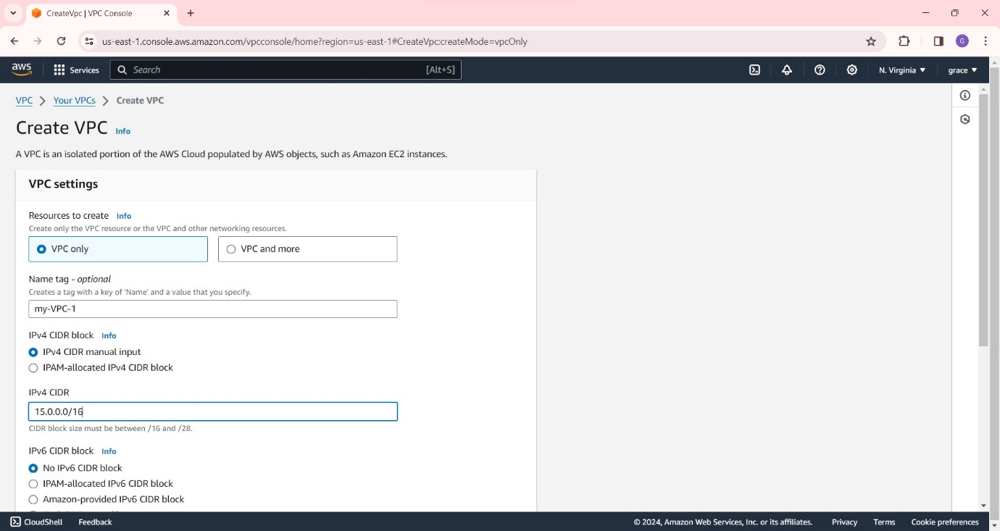 CreateVpc | VPC Console
us-east-1.console.aws.amazon.com/vpcconsole/home?region=us-east-1#CreateVpc:createMode=vpcOnly
G
aws Services Search [Alt+S] N. Virginia grace
VPC Your VPCs Create VPC
Create VPC Info
A VPC is an isolated portion of the AWS Cloud populated by AWS objects, such as Amazon EC2 instances.
VPC settings
Resources to create Info
Create only the VPC resource or the VPC and other networking resources.
VPC only VPC and more
Name tag - optional
Creates a tag with a key of 'Name' and a value that you specify.
my-VPC-1
IPv4 CIDR block Info
IPv4 CIDR manual input
IPAM-allocated IPv4 CIDR block
IPv4 CIDR
15.0.0.0/16
CIDR block size must be between /16 and /28.
IPv6 CIDR block Info
No IPv6 CIDR block
IPAM-allocated IPv6 CIDR block
Amazon-provided IPv6 CIDR block
CloudShell Feedback © 2024, Amazon Web Services, Inc. or its affiliates. Privacy Terms Cookie preferences